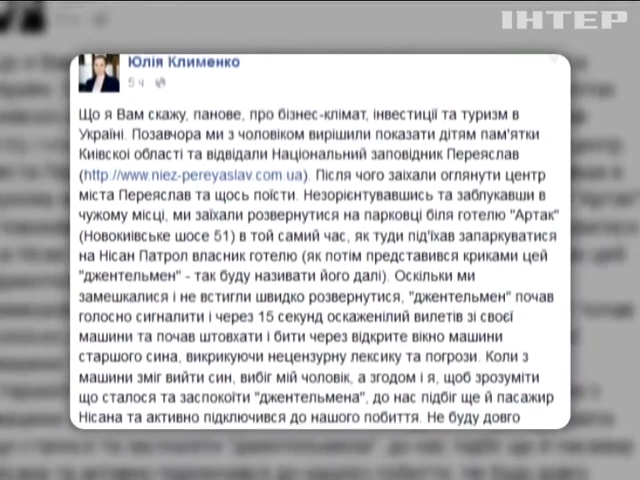 ІНТЕР
Юлія Клименко
5 ч
Що я Вам скажу, панове, про бізнес-клімат, інвестиції та туризм в
Україні. Позавчора ми з чоловіком вирішили показати дітям пам'ятки
Київскої області та відвідали Національний заповідник Переяслав
(http://www.niez-pereyaslav.com.ua). Після чого заїхали оглянути центр
міста Переяслав та щось поїсти. Незорієнтувавшись та заблукавши в
чужому місці, ми заїхали розвернутися на парковці біля готелю "Артак"
(Новокиівське шосе 51) в той самий час, як туди під'їхав запаркуватися
на Нісан Патрол власник готелю (як потім представився криками цей
"джентельмен" - так буду називати його далі). Оскільки ми
замешкалися і не встигли швидко розвернутися, "джентельмен" почав
голосно сигналити і через 15 секунд оскаженілий вилетів зі своєї
машини та почав штовхати і бити через відкрите вікно машини
старшого сина, викрикуючи нецензурну лексику та погрози. Коли з
машини зміг вийти син, вибіг мій чоловік, а згодом і я, щоб зрозуміти
що сталося та заспокоїти "джентельмена", до нас підбіг ще й пасажир
Нісана та активно підключився до нашого побиття. Не буду довго